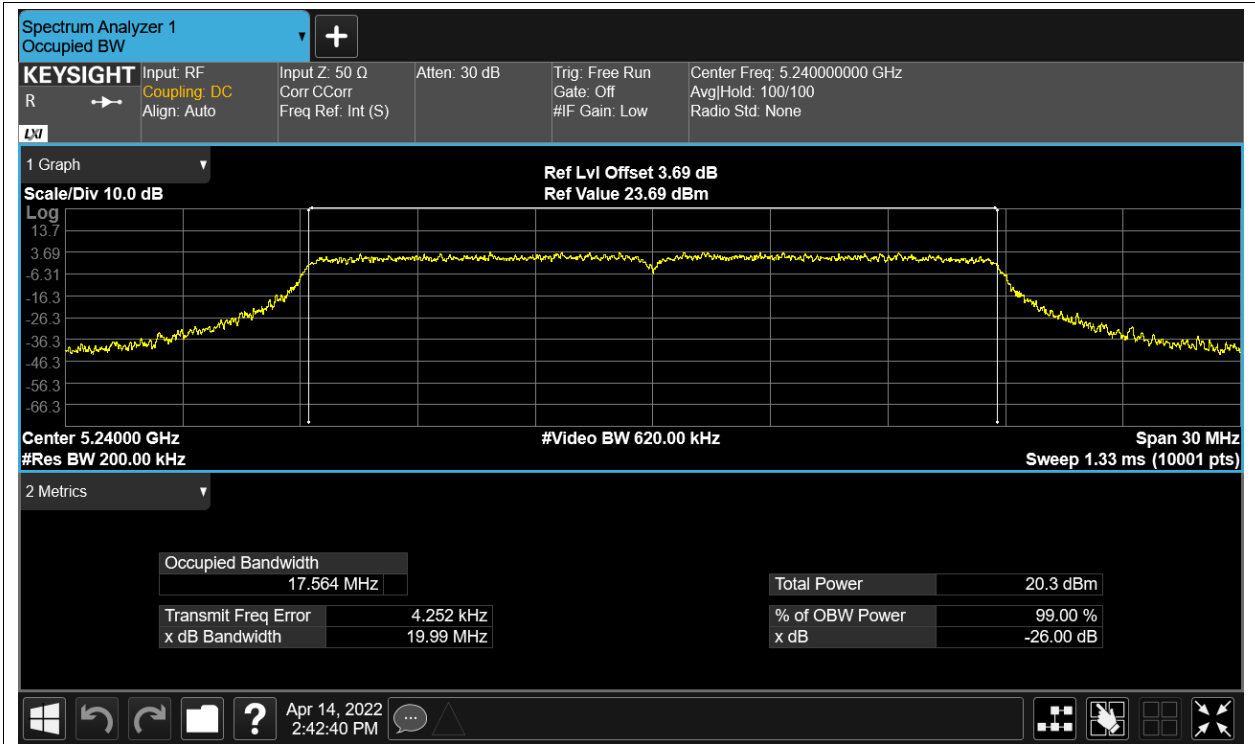 Spectrum Analyzer 1
Occupied BW
KEYSIGHT
R
LXI
Input: RF
Coupling: DC
Align: Auto
Input Z: 50 Ω
Corr CCorr
Freq Ref: Int (S)
Atten: 30 dB
Trig: Free Run
Gate: Off
#IF Gain: Low
Center Freq: 5.240000000 GHz
Avg|Hold: 100/100
Radio Std: None
1 Graph
Scale/Div 10.0 dB
Ref Lvl Offset 3.69 dB
Ref Value 23.69 dBm
Log
13.7
3.69
-6.31
-16.3
-26.3
-36.3
-46.3
-56.3
-66.3
Center 5.24000 GHz
#Res BW 200.00 kHz
#Video BW 620.00 kHz
Span 30 MHz
Sweep 1.33 ms (10001 pts)
2 Metrics
Occupied Bandwidth
17.564 MHz
Transmit Freq Error 4.252 kHz
x dB Bandwidth 19.99 MHz
Total Power 20.3 dBm
% of OBW Power 99.00 %
x dB -26.00 dB
?
Apr 14, 2022
2:42:40 PM